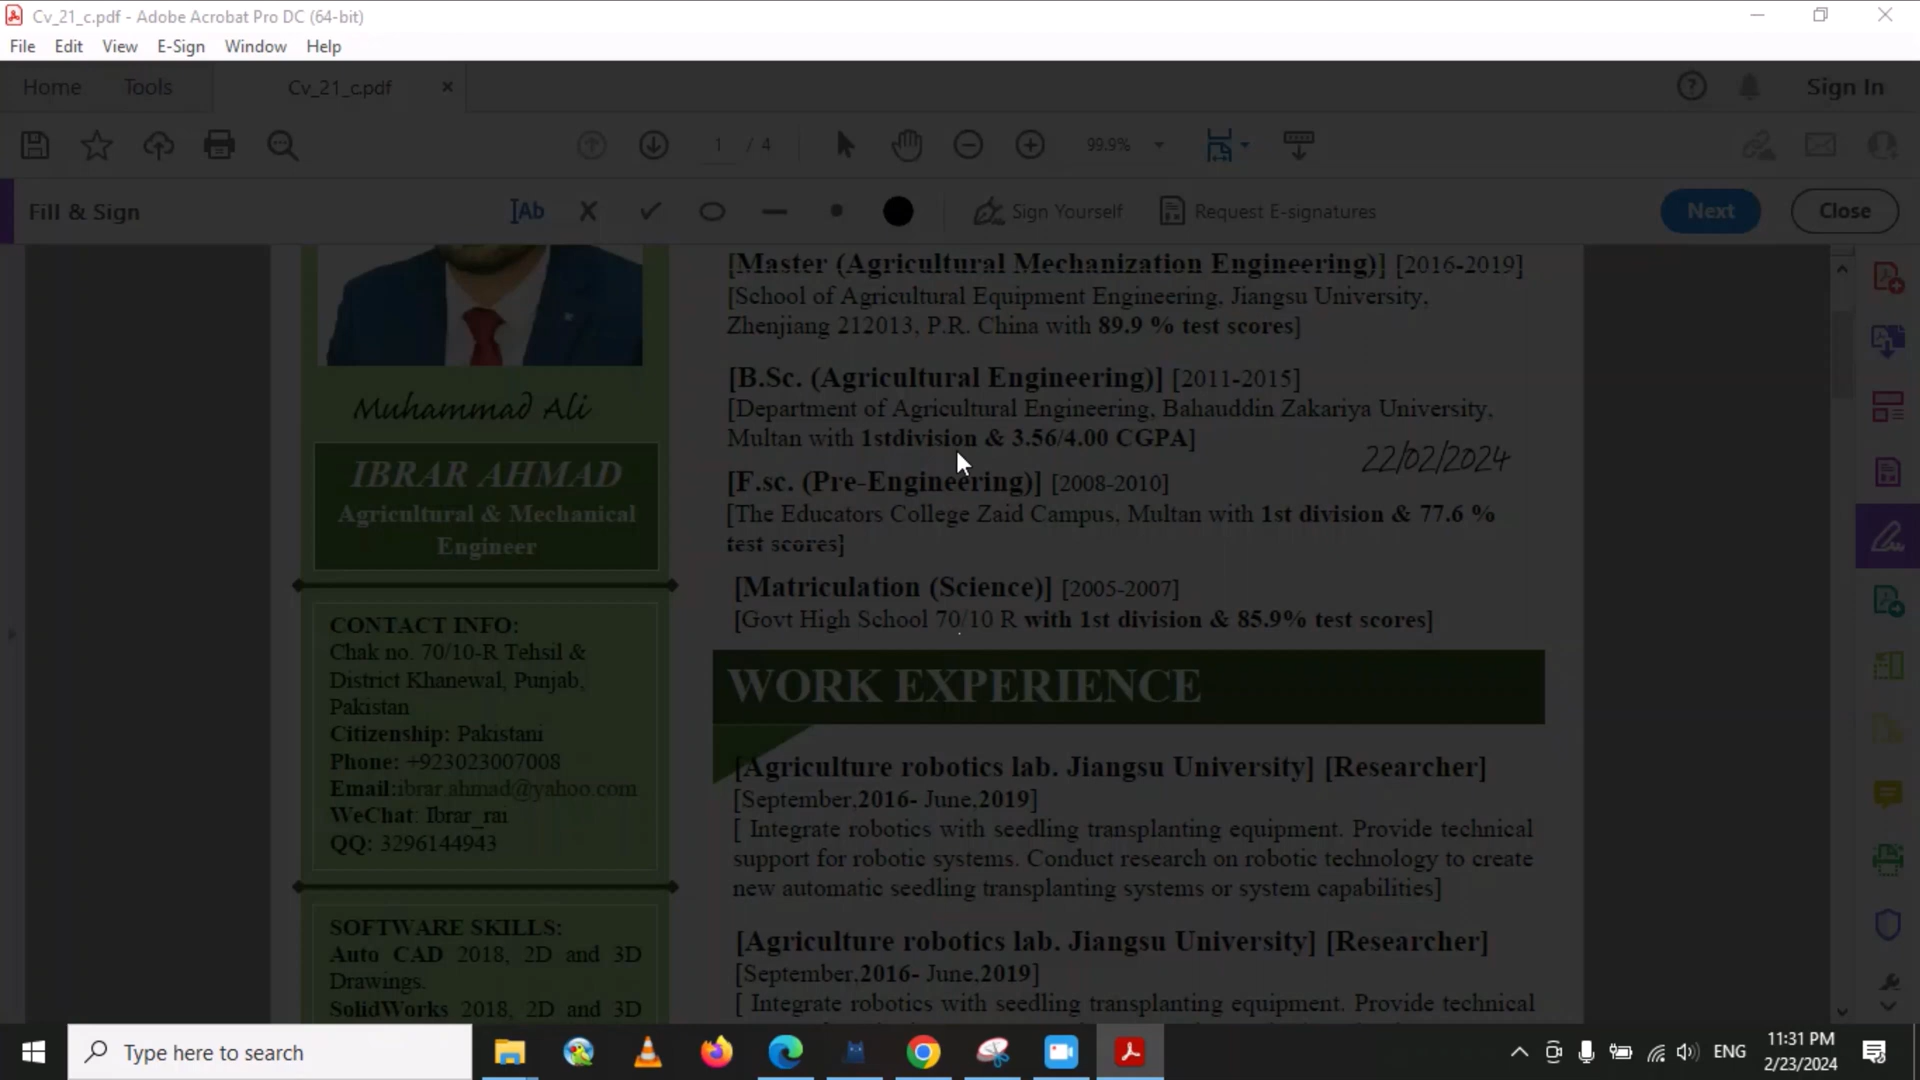 Cv_21_c.pdf - Adobe Acrobat Pro DC (64-bit)
File Edit View E-Sign Window Help
Home Tools Cv_21_c.pdf × Sign In
1 / 4 99.9%
Fill & Sign Ab Sign Yourself Request E-signatures Next Close
Muhammad Ali
IBRAR AHMAD
Agricultural & Mechanical
Engineer
CONTACT INFO:
Chak no. 70/10-R Tehsil &
District Khanewal, Punjab,
Pakistan
Citizenship: Pakistani
Phone: +923023007008
Email:ibrar.ahmad@yahoo.com
WeChat: Ibrar_rai
QQ: 3296144943
SOFTWARE SKILLS:
Auto CAD 2018, 2D and 3D
Drawings.
SolidWorks 2018, 2D and 3D
[Master (Agricultural Mechanization Engineering)] [2016-2019]
[School of Agricultural Equipment Engineering, Jiangsu University,
Zhenjiang 212013, P.R. China with 89.9 % test scores]
[B.Sc. (Agricultural Engineering)] [2011-2015]
[Department of Agricultural Engineering, Bahauddin Zakariya University,
Multan with 1stdivision & 3.56/4.00 CGPA]
22/02/2024
[F.sc. (Pre-Engineering)] [2008-2010]
[The Educators College Zaid Campus, Multan with 1st division & 77.6 %
test scores]
[Matriculation (Science)] [2005-2007]
[Govt High School 70/10 R with 1st division & 85.9% test scores]
WORK EXPERIENCE
[Agriculture robotics lab. Jiangsu University] [Researcher]
[September,2016- June,2019]
[ Integrate robotics with seedling transplanting equipment. Provide technical
support for robotic systems. Conduct research on robotic technology to create
new automatic seedling transplanting systems or system capabilities]
[Agriculture robotics lab. Jiangsu University] [Researcher]
[September,2016- June,2019]
[ Integrate robotics with seedling transplanting equipment. Provide technical
Type here to search
ENG
11:31 PM
2/23/2024